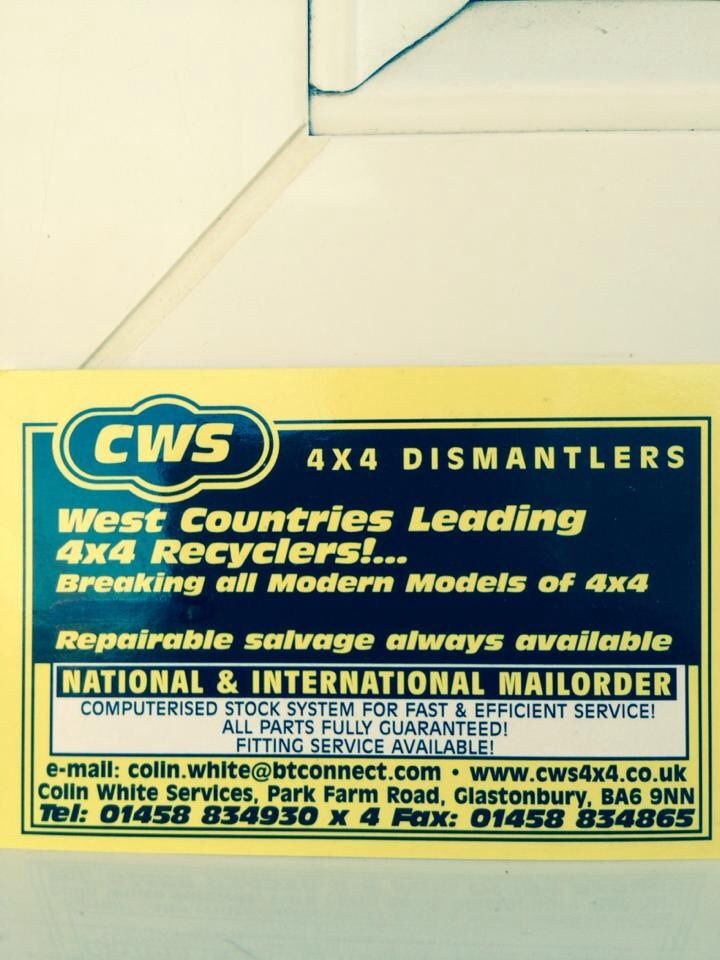 CWS
4X4 DISMANTLERS
West Countries Leading
4x4 Recyclers!...
Breaking all Modern Models of 4x4
Repairable salvage always available
NATIONAL & INTERNATIONAL MAILORDER
COMPUTERISED STOCK SYSTEM FOR FAST & EFFICIENT SERVICE!
ALL PARTS FULLY GUARANTEED!
FITTING SERVICE AVAILABLE!
e-mail: colin.white@btconnect.com • www.cws4x4.co.uk
Colin White Services, Park Farm Road, Glastonbury, BA6 9NN
Tel: 01458 834930 x 4 Fax: 01458 834865